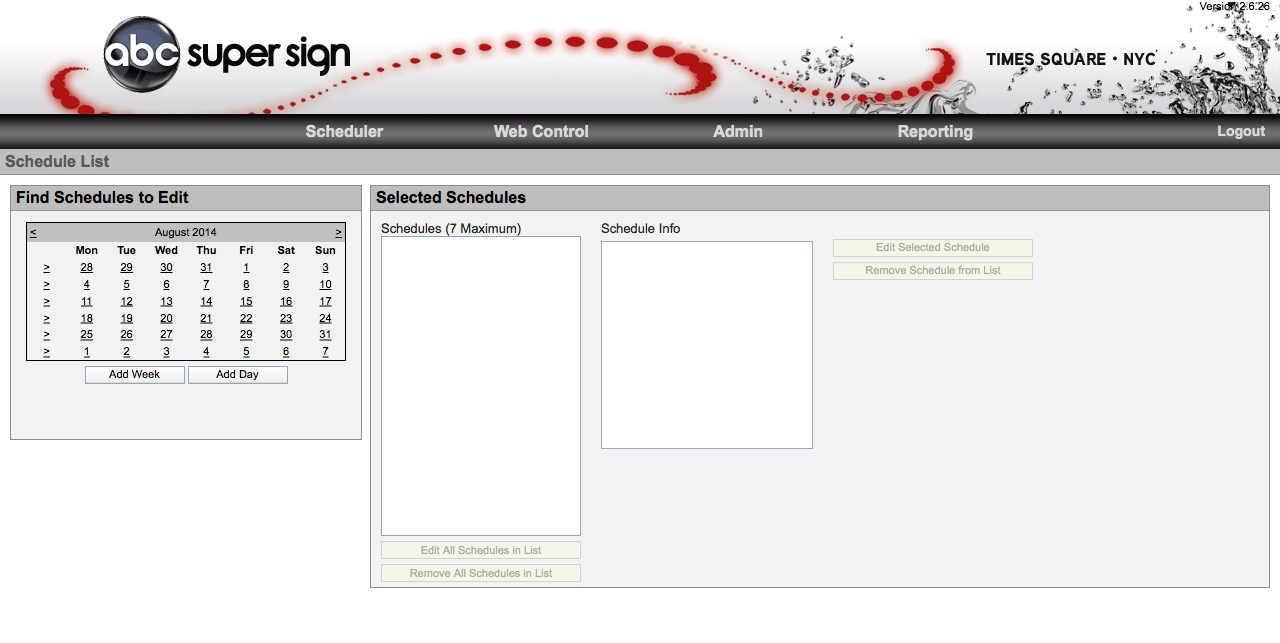 Version 2.6.26
abc super sign
TIMES SQUARE • NYC
Scheduler Web Control Admin Reporting Logout
Schedule List
Find Schedules to Edit
< August 2014 >
Mon Tue Wed Thu Fri Sat Sun
> 28 29 30 31 1 2 3
> 4 5 6 7 8 9 10
> 11 12 13 14 15 16 17
> 18 19 20 21 22 23 24
> 25 26 27 28 29 30 31
> 1 2 3 4 5 6 7
Add Week Add Day
Selected Schedules
Schedules (7 Maximum)
Edit All Schedules in List
Remove All Schedules in List
Schedule Info
Edit Selected Schedule
Remove Schedule from List